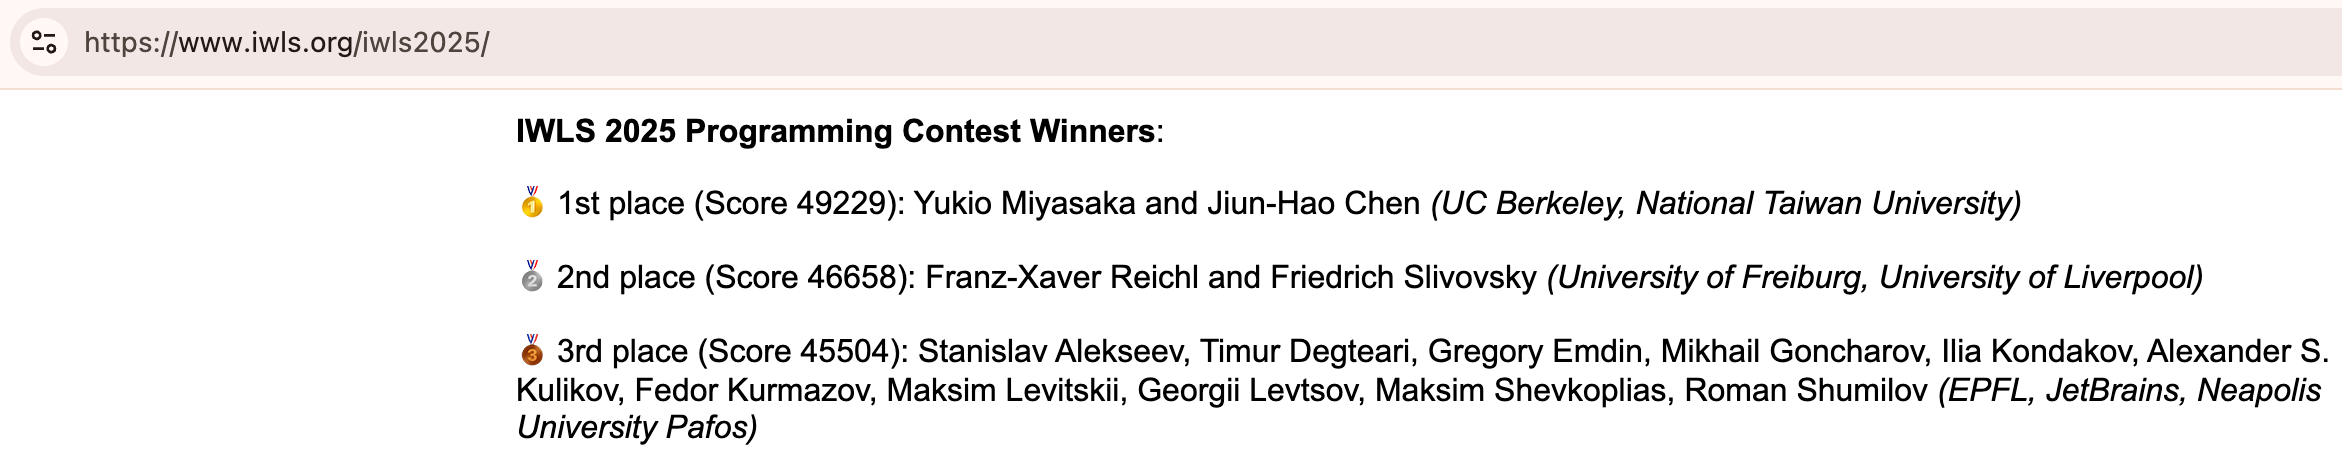 https://www.iwls.org/iwls2025/
IWLS 2025 Programming Contest Winners:
🥇 1st place (Score 49229): Yukio Miyasaka and Jiun-Hao Chen (UC Berkeley, National Taiwan University)
🥈 2nd place (Score 46658): Franz-Xaver Reichl and Friedrich Slivovsky (University of Freiburg, University of Liverpool)
🥉 3rd place (Score 45504): Stanislav Alekseev, Timur Degteari, Gregory Emdin, Mikhail Goncharov, Ilia Kondakov, Alexander S.
Kulikov, Fedor Kurmazov, Maksim Levitskii, Georgii Levtsov, Maksim Shevkoplias, Roman Shumilov (EPFL, JetBrains, Neapolis
University Pafos)